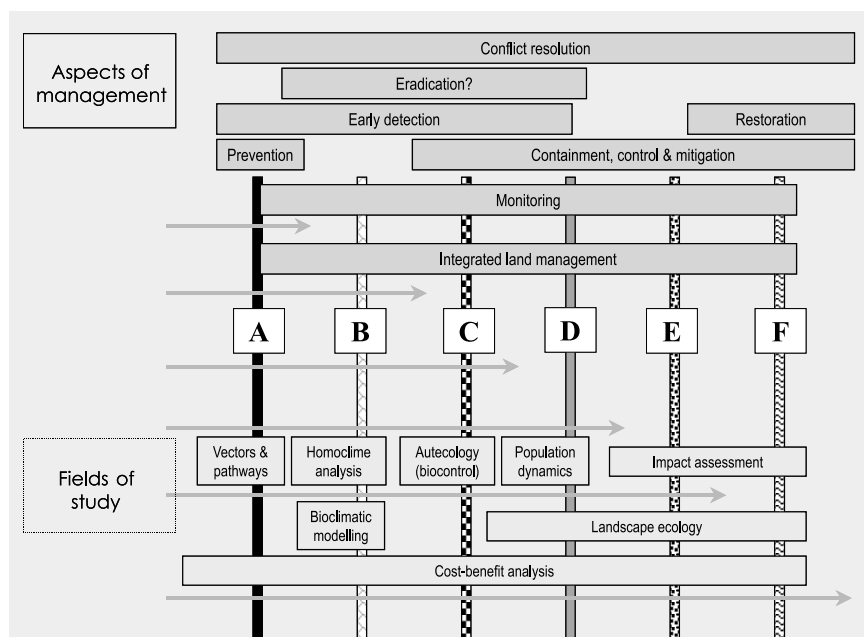 Aspects of
management
Conflict resolution
Eradication?
Early detection
Restoration
Prevention
Containment, control & mitigation
Monitoring
Integrated land management
A
B
C
D
E
F
Fields of
study
Vectors &
pathways
Homoclime
analysis
Autecology
(biocontrol)
Population
dynamics
Impact assessment
Bioclimatic
modelling
Landscape ecology
Cost-benefit analysis